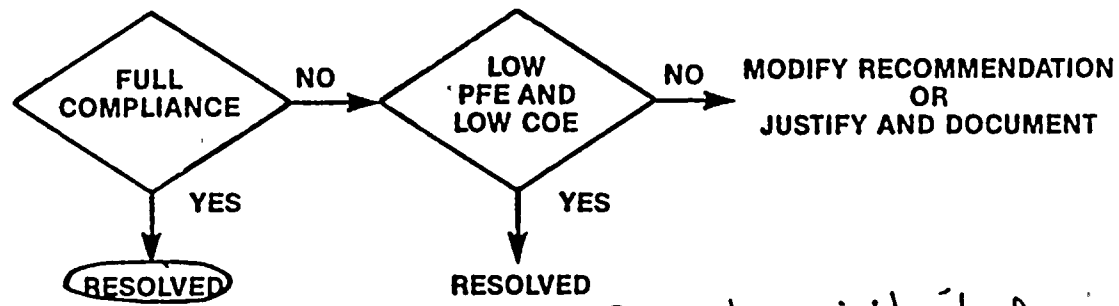 FULL
COMPLIANCE
NO
LOW
PFE AND
LOW COE
NO
MODIFY RECOMMENDATION
OR
JUSTIFY AND DOCUMENT
YES
YES
RESOLVED
RESOLVED